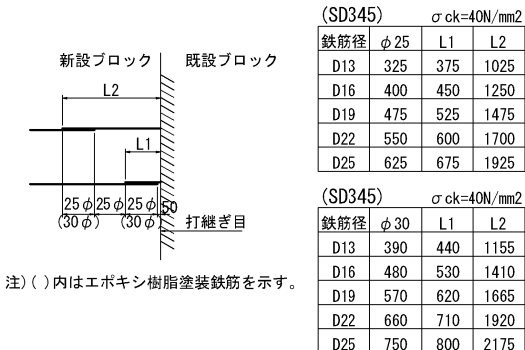 新設ブロック
既設ブロック
L2
L1
25φ 25φ 25φ 50
(30φ) (30φ)
打継ぎ目
注)( )内はエポキシ樹脂塗装鉄筋を示す。
(SD345) σck=40N/mm2
鉄筋径 φ25 L1 L2
D13 325 375 1025
D16 400 450 1250
D19 475 525 1475
D22 550 600 1700
D25 625 675 1925
(SD345) σck=40N/mm2
鉄筋径 φ30 L1 L2
D13 390 440 1155
D16 480 530 1410
D19 570 620 1665
D22 660 710 1920
D25 750 800 2175